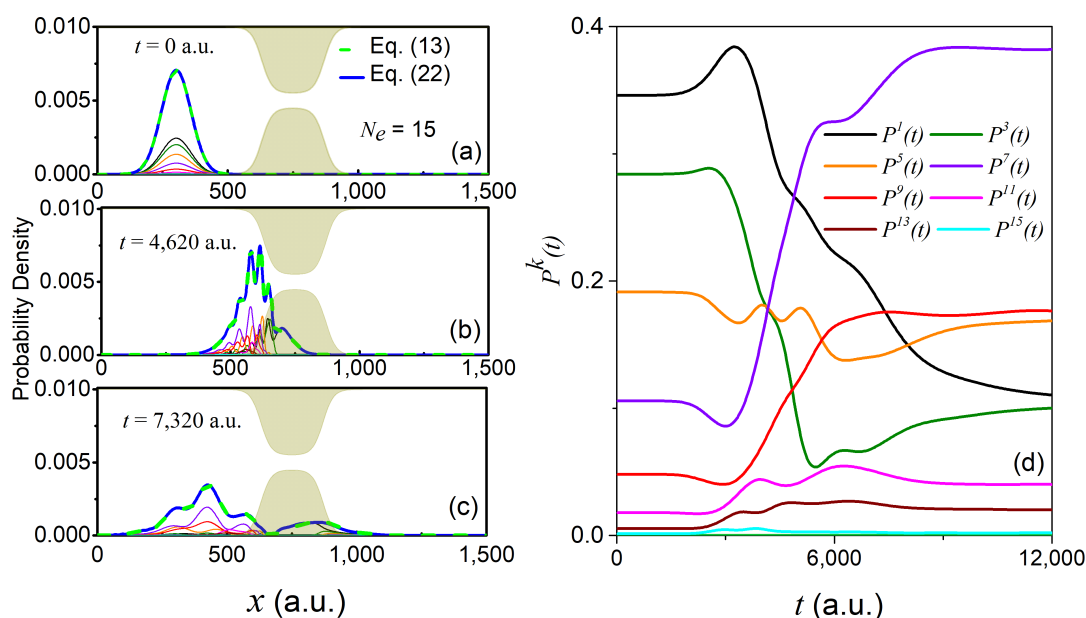 0.010
0.005
0.000
t = 0 a.u.
Eq. (13)
Eq. (22)
Nₑ = 15
(a)
0 500 1,000 1,500
0.010
0.005
0.000
t = 4,620 a.u.
(b)
0 500 1,000 1,500
0.010
0.005
0.000
t = 7,320 a.u.
(c)
0 500 1,000 1,500
Probability Density
x (a.u.)
0.4
0.2
0.0
Pᵏ(t)
P¹(t) P³(t)
P⁵(t) P⁷(t)
P⁹(t) P¹¹(t)
P¹³(t) P¹⁵(t)
(d)
0 6,000 12,000
t (a.u.)